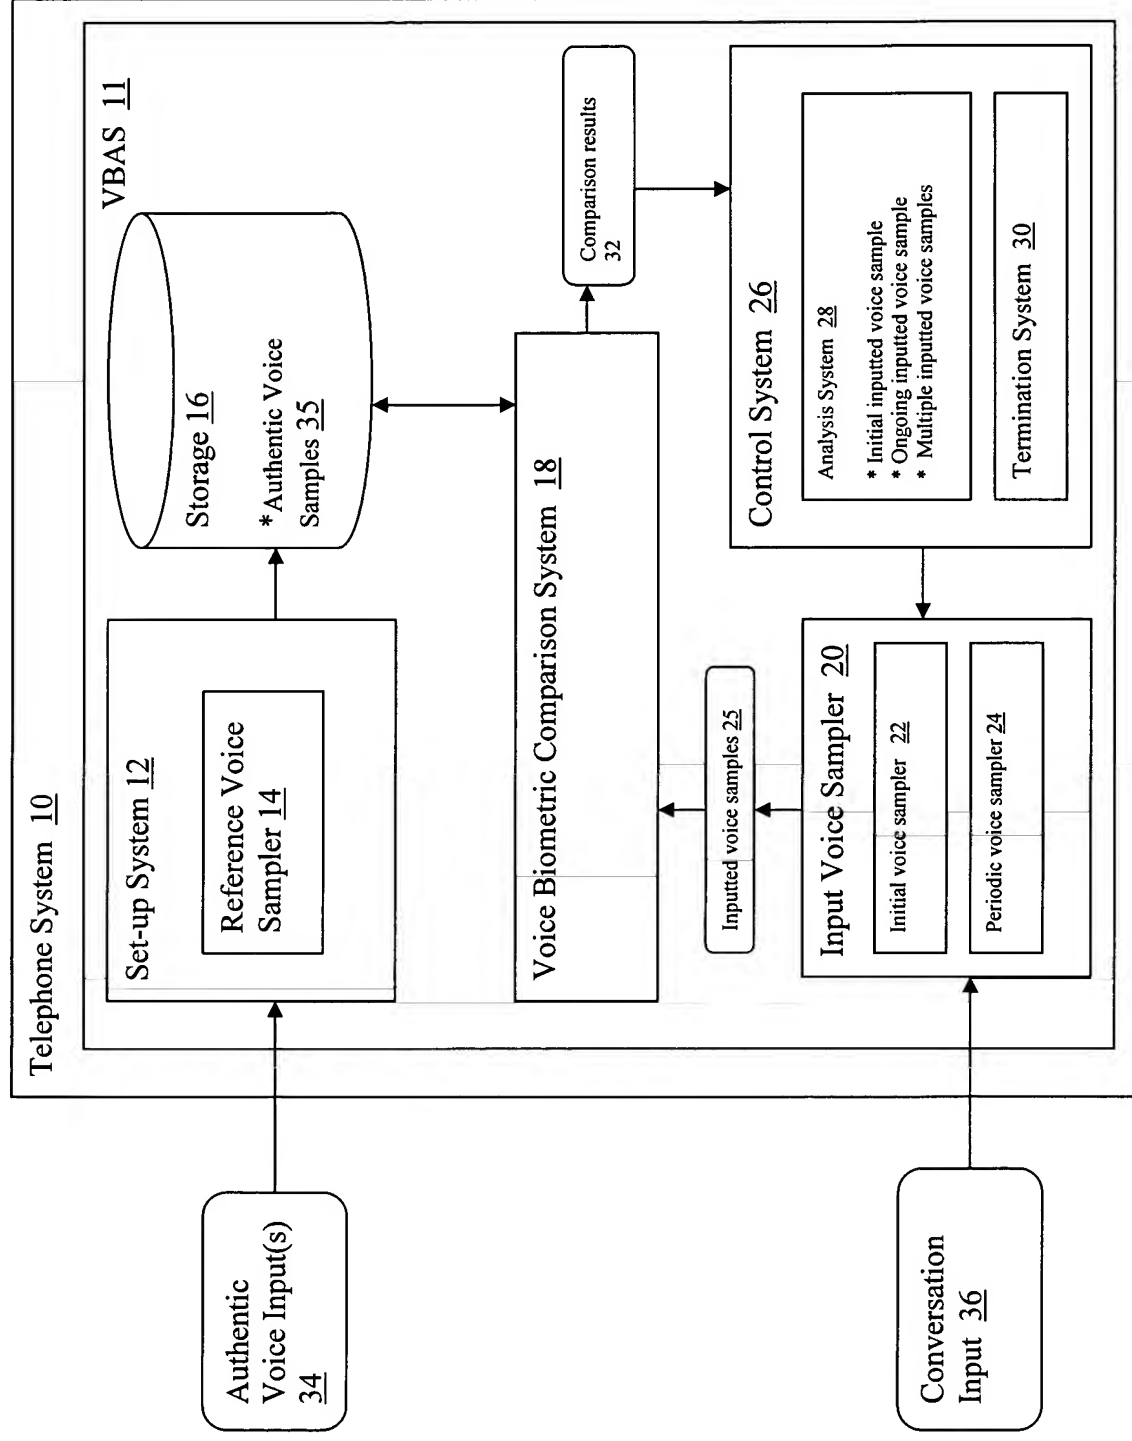 Telephone System 10
VBAS 11
Set-up System 12
Reference Voice
Sampler 14
Storage 16
*Authentic Voice
Samples 35
Authentic
Voice Input(s)
34
Voice Biometric Comparison System 18
Comparison results
32
Inputted voice samples 25
Input Voice Sampler 20
Initial voice sampler 22
Periodic voice sampler 24
Control System 26
Analysis System 28
* Initial inputted voice sample
* Ongoing inputted voice sample
* Multiple inputted voice samples
Termination System 30
Conversation
Input 36